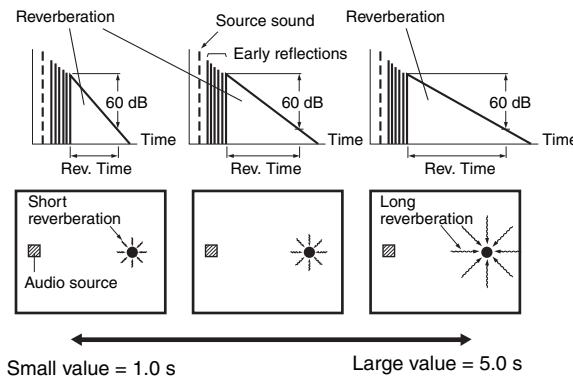 Reverberation
Source sound
Reverberation
Early reflections
60 dB
Time
Rev. Time
60 dB
Time
Rev. Time
60 dB
Time
Rev. Time
Short
reverberation
Audio source
Long
reverberation
Small value = 1.0 s
Large value = 5.0 s